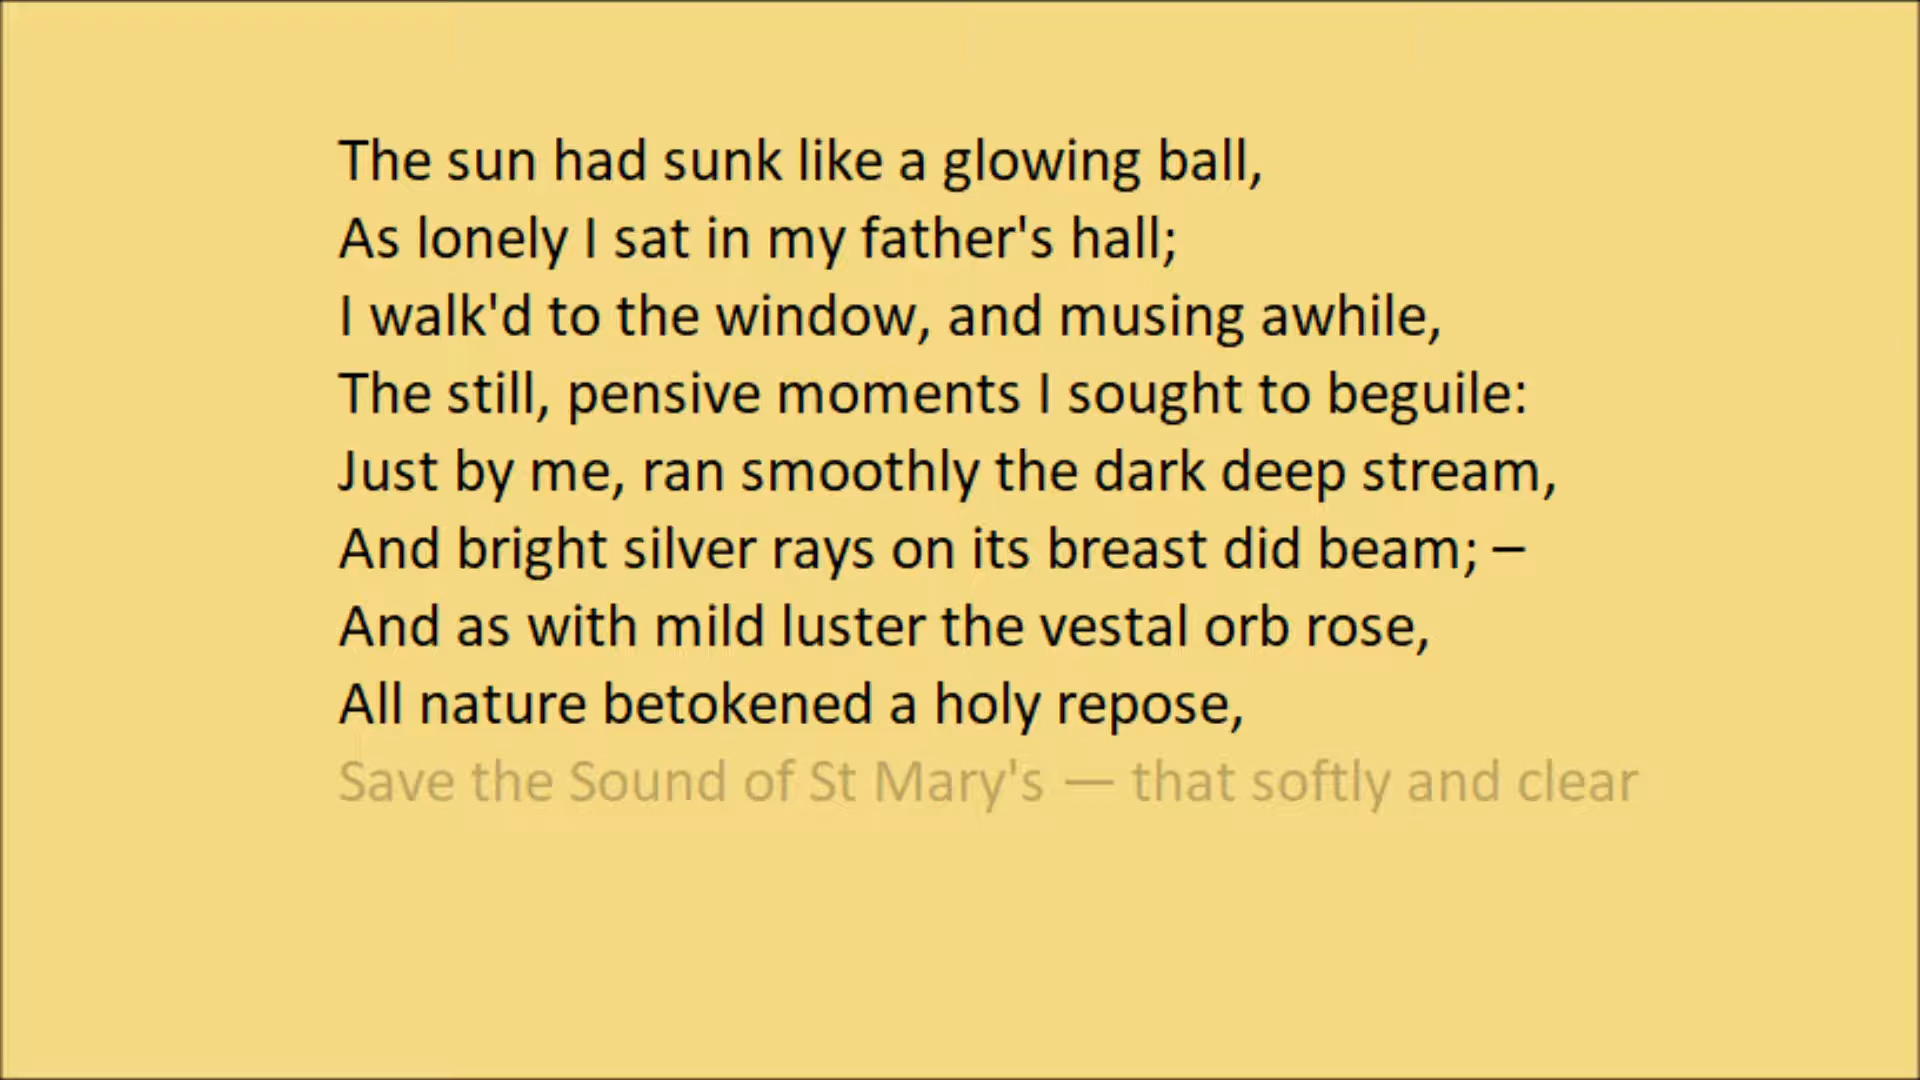 The sun had sunk like a glowing ball,
As lonely I sat in my father's hall;
I walk'd to the window, and musing awhile,
The still, pensive moments I sought to beguile:
Just by me, ran smoothly the dark deep stream,
And bright silver rays on its breast did beam; –
And as with mild luster the vestal orb rose,
All nature betokened a holy repose,
Save the Sound of St Mary's — that softly and clear